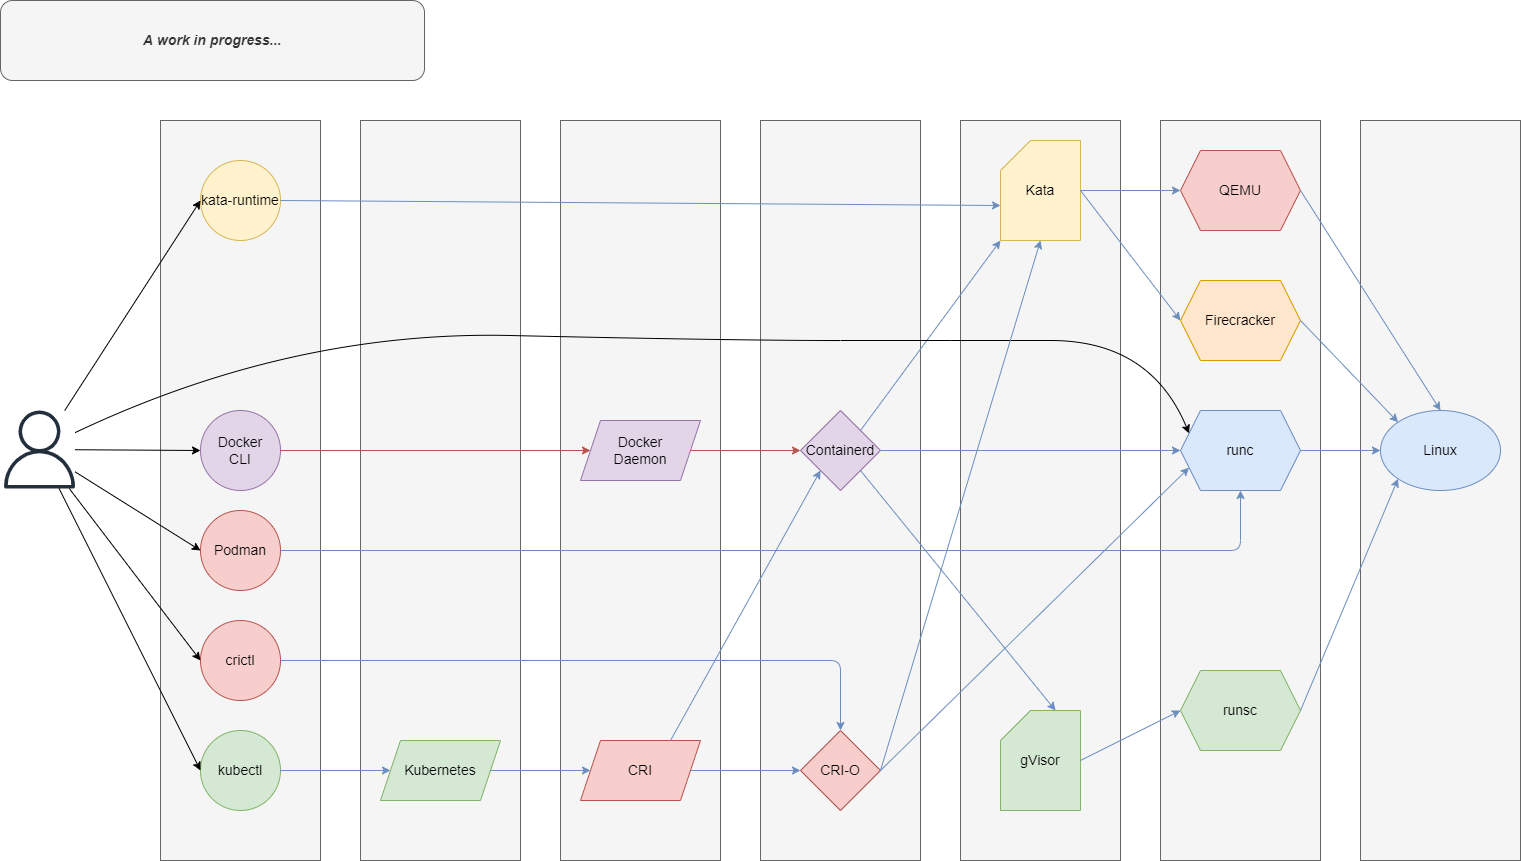 A work in progress...
kata-runtime
Kata
QEMU
Firecracker
Docker
CLI
Docker
Daemon
Containerd
runc
Linux
Podman
crictl
runsc
kubectl
Kubernetes
CRI
CRI-O
gVisor